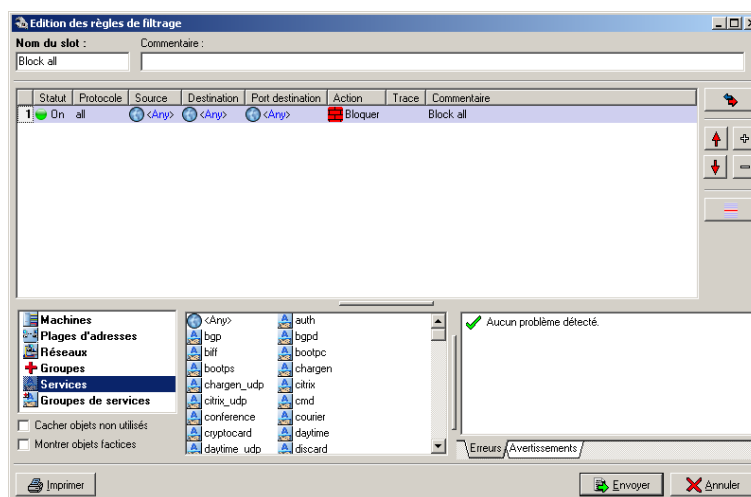 Edition des règles de filtrage
Nom du slot : Commentaire :
Block all
Statut Protocole Source Destination Port destination Action Trace Commentaire
1 On all <Any> <Any> <Any> Bloquer Block all
Machines
Plages d'adresses
Réseaux
Groupes
Services
Groupes de services
Cacher objets non utilisés
Montrer objets factices
<Any> auth
bgp bgpd
biff bootpc
bootps chargen
chargen_udp citrix
citrix_udp cmd
conference courier
cryptocard daytime
daytime_udp discard
Aucun problème détecté.
Erreurs Avertissements
Imprimer
Envoyer
Annuler